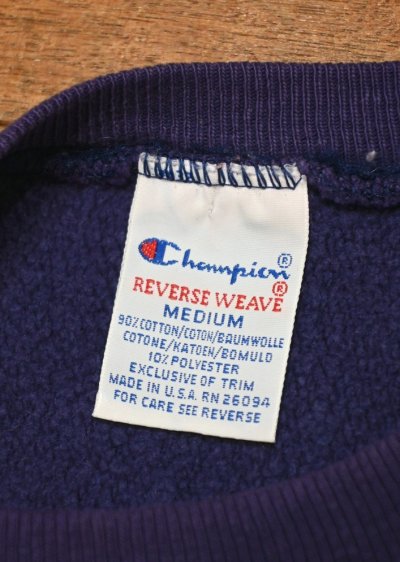 Champion®
REVERSE WEAVE®
MEDIUM
90% COTTON/COTON/BAUMWOLLE
COTONE/KATOEN/BOMULD
10% POLYESTER
EXCLUSIVE OF TRIM
MADE IN U.S.A. RN 26094
FOR CARE SEE REVERSE